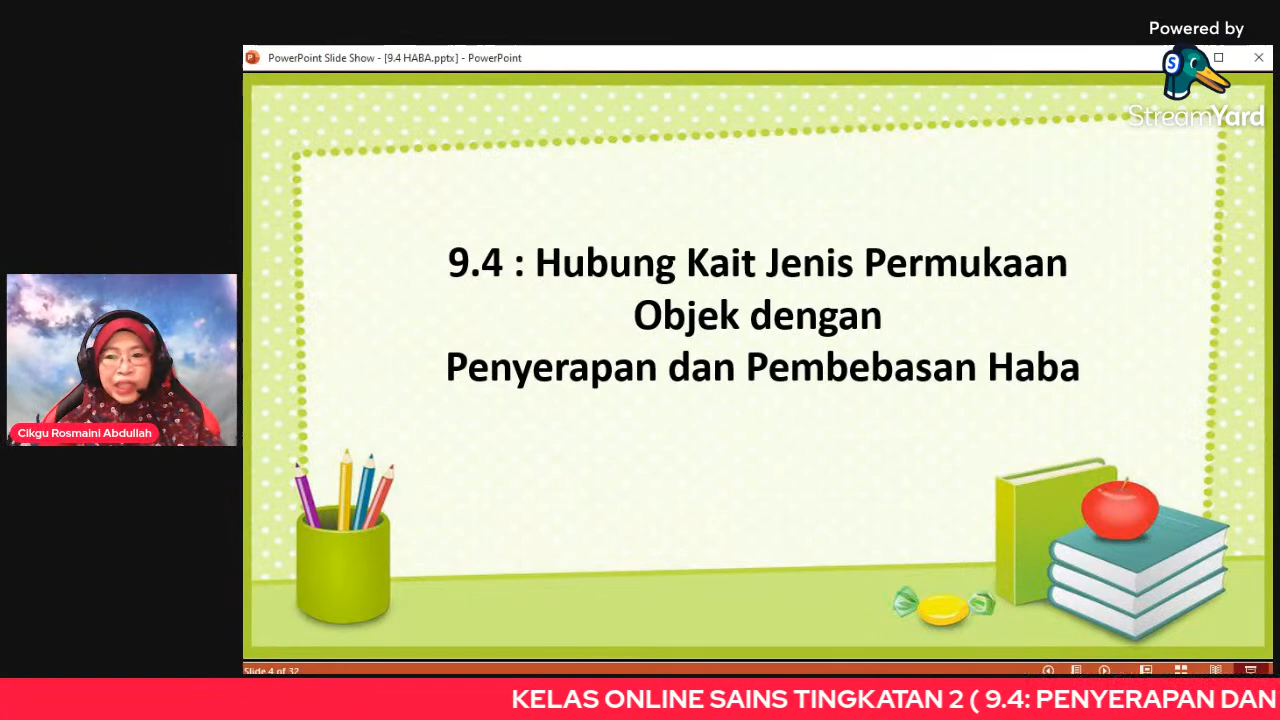 Powered by
PowerPoint Slide Show - [9.4 HABA.pptx] - PowerPoint
S
StreamYard
9.4 : Hubung Kait Jenis Permukaan
Objek dengan
Penyerapan dan Pembebasan Haba
Cikgu Rosmaini Abdullah
Slide 4 of 32
KELAS ONLINE SAINS TINGKATAN 2 ( 9.4: PENYERAPAN DAN